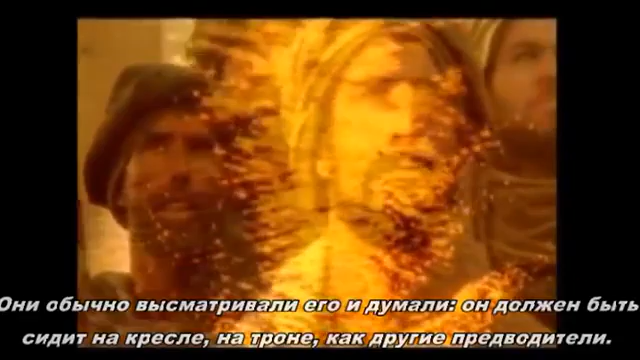 Они обычно высматривали его и думали: он должен быть
сидит на кресле, на троне, как другие предводители.